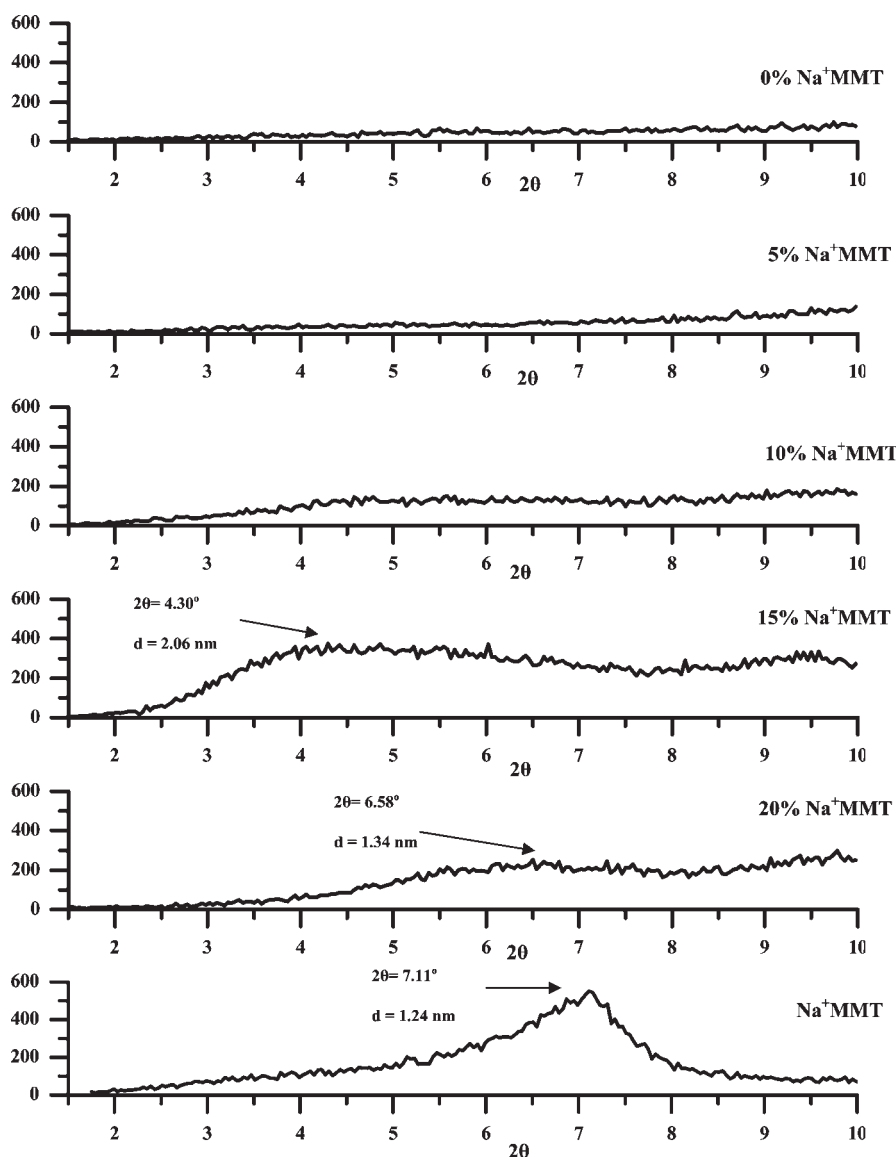 600
400
200
0
0% Na⁺MMT
2 3 4 5 6 7 8 9 10
2θ
600
400
200
0
5% Na⁺MMT
2 3 4 5 6 7 8 9 10
2θ
600
400
200
0
10% Na⁺MMT
2 3 4 5 6 7 8 9 10
2θ
600
400
200
0
2θ= 4.30º
d = 2.06 nm
15% Na⁺MMT
2 3 4 5 6 7 8 9 10
2θ
600
400
200
0
2θ= 6.58º
d = 1.34 nm
20% Na⁺MMT
2 3 4 5 6 7 8 9 10
2θ
600
400
200
0
2θ= 7.11º
d = 1.24 nm
Na⁺MMT
2 3 4 5 6 7 8 9 10
2θ